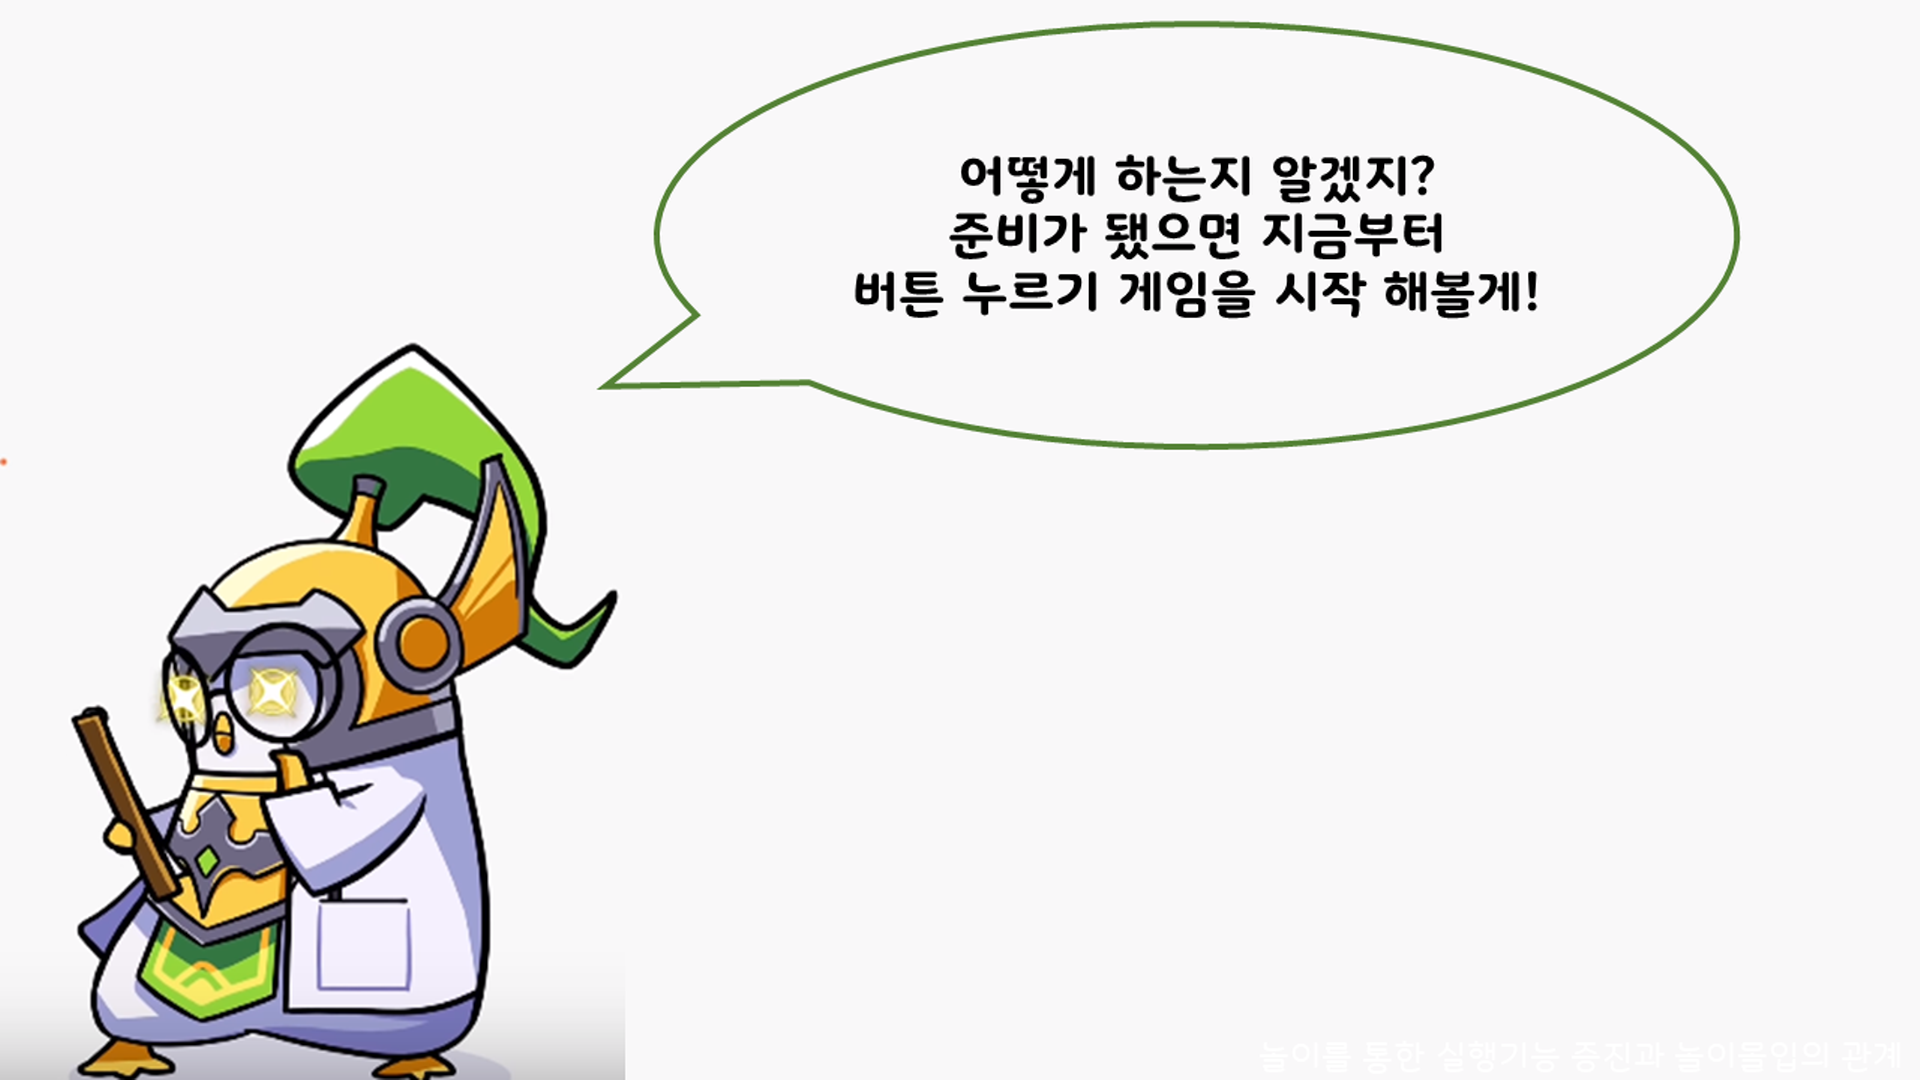 어떻게 하는지 알겠지?
준비가 됐으면 지금부터
버튼 누르기 게임을 시작 해볼게!
놀이를 통한 실행기능 증진과 놀이몰입의 관계